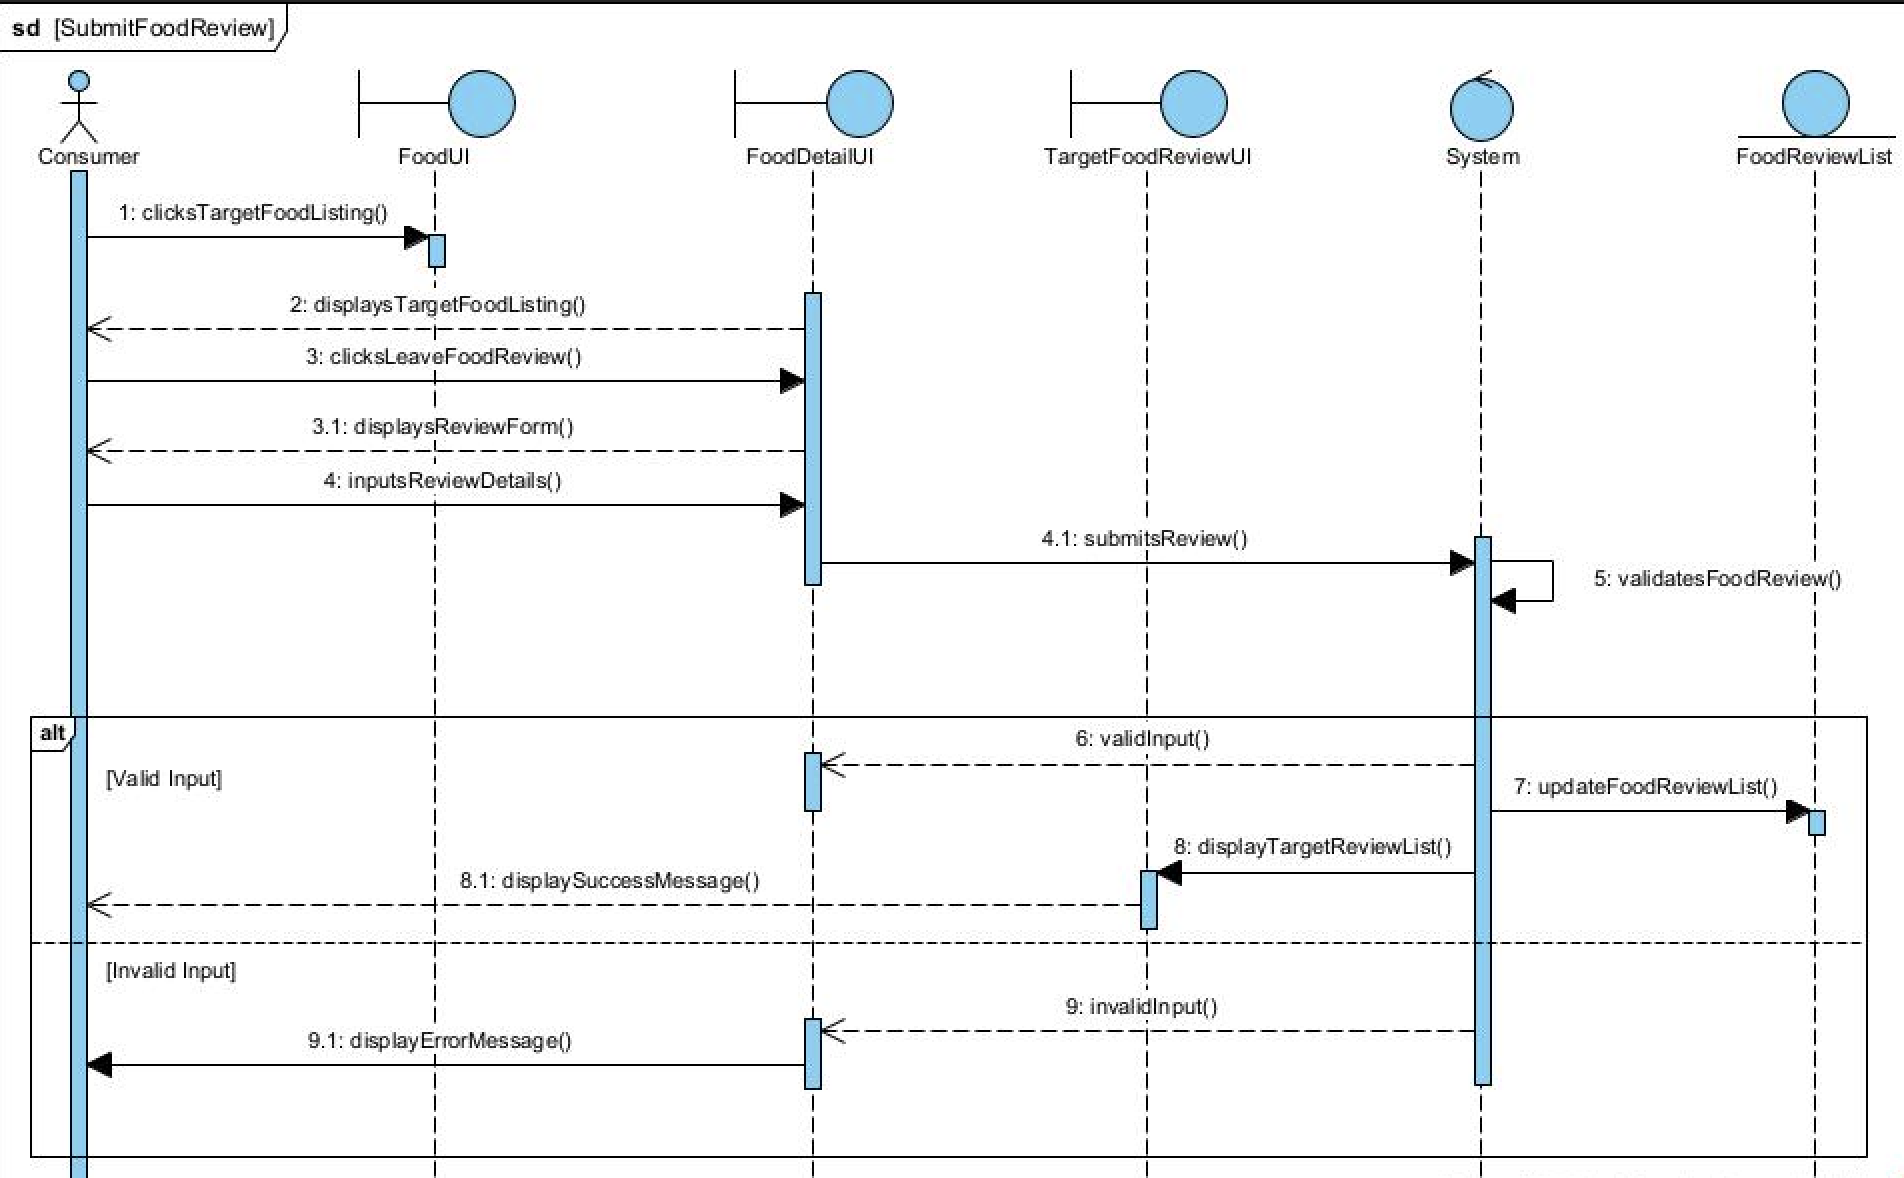 sd [SubmitFoodReview]
Consumer
FoodUI
FoodDetailUI
TargetFoodReviewUI
System
FoodReviewList
1: clicksTargetFoodListing()
2: displaysTargetFoodListing()
3: clicksLeaveFoodReview()
3.1: displaysReviewForm()
4: inputsReviewDetails()
4.1: submitsReview()
5: validatesFoodReview()
alt
6: validInput()
[Valid Input]
7: updateFoodReviewList()
8: displayTargetReviewList()
8.1: displaySuccessMessage()
[Invalid Input]
9: invalidInput()
9.1: displayErrorMessage()